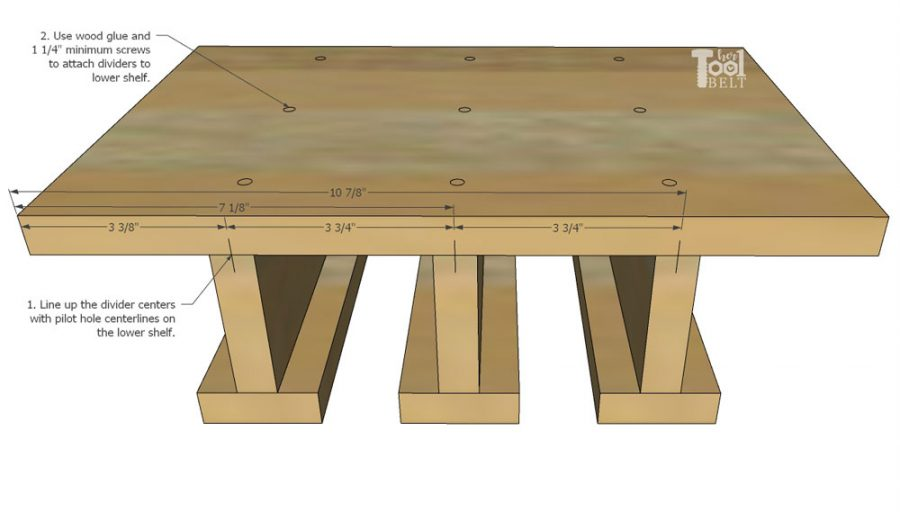 2. Use wood glue and
1 1/4" minimum screws
to attach dividers to
lower shelf.
her
TOOL
BELT
10 7/8"
7 1/8"
3 3/8"
3 3/4"
3 3/4"
1. Line up the divider centers
with pilot hole centerlines on
the lower shelf.